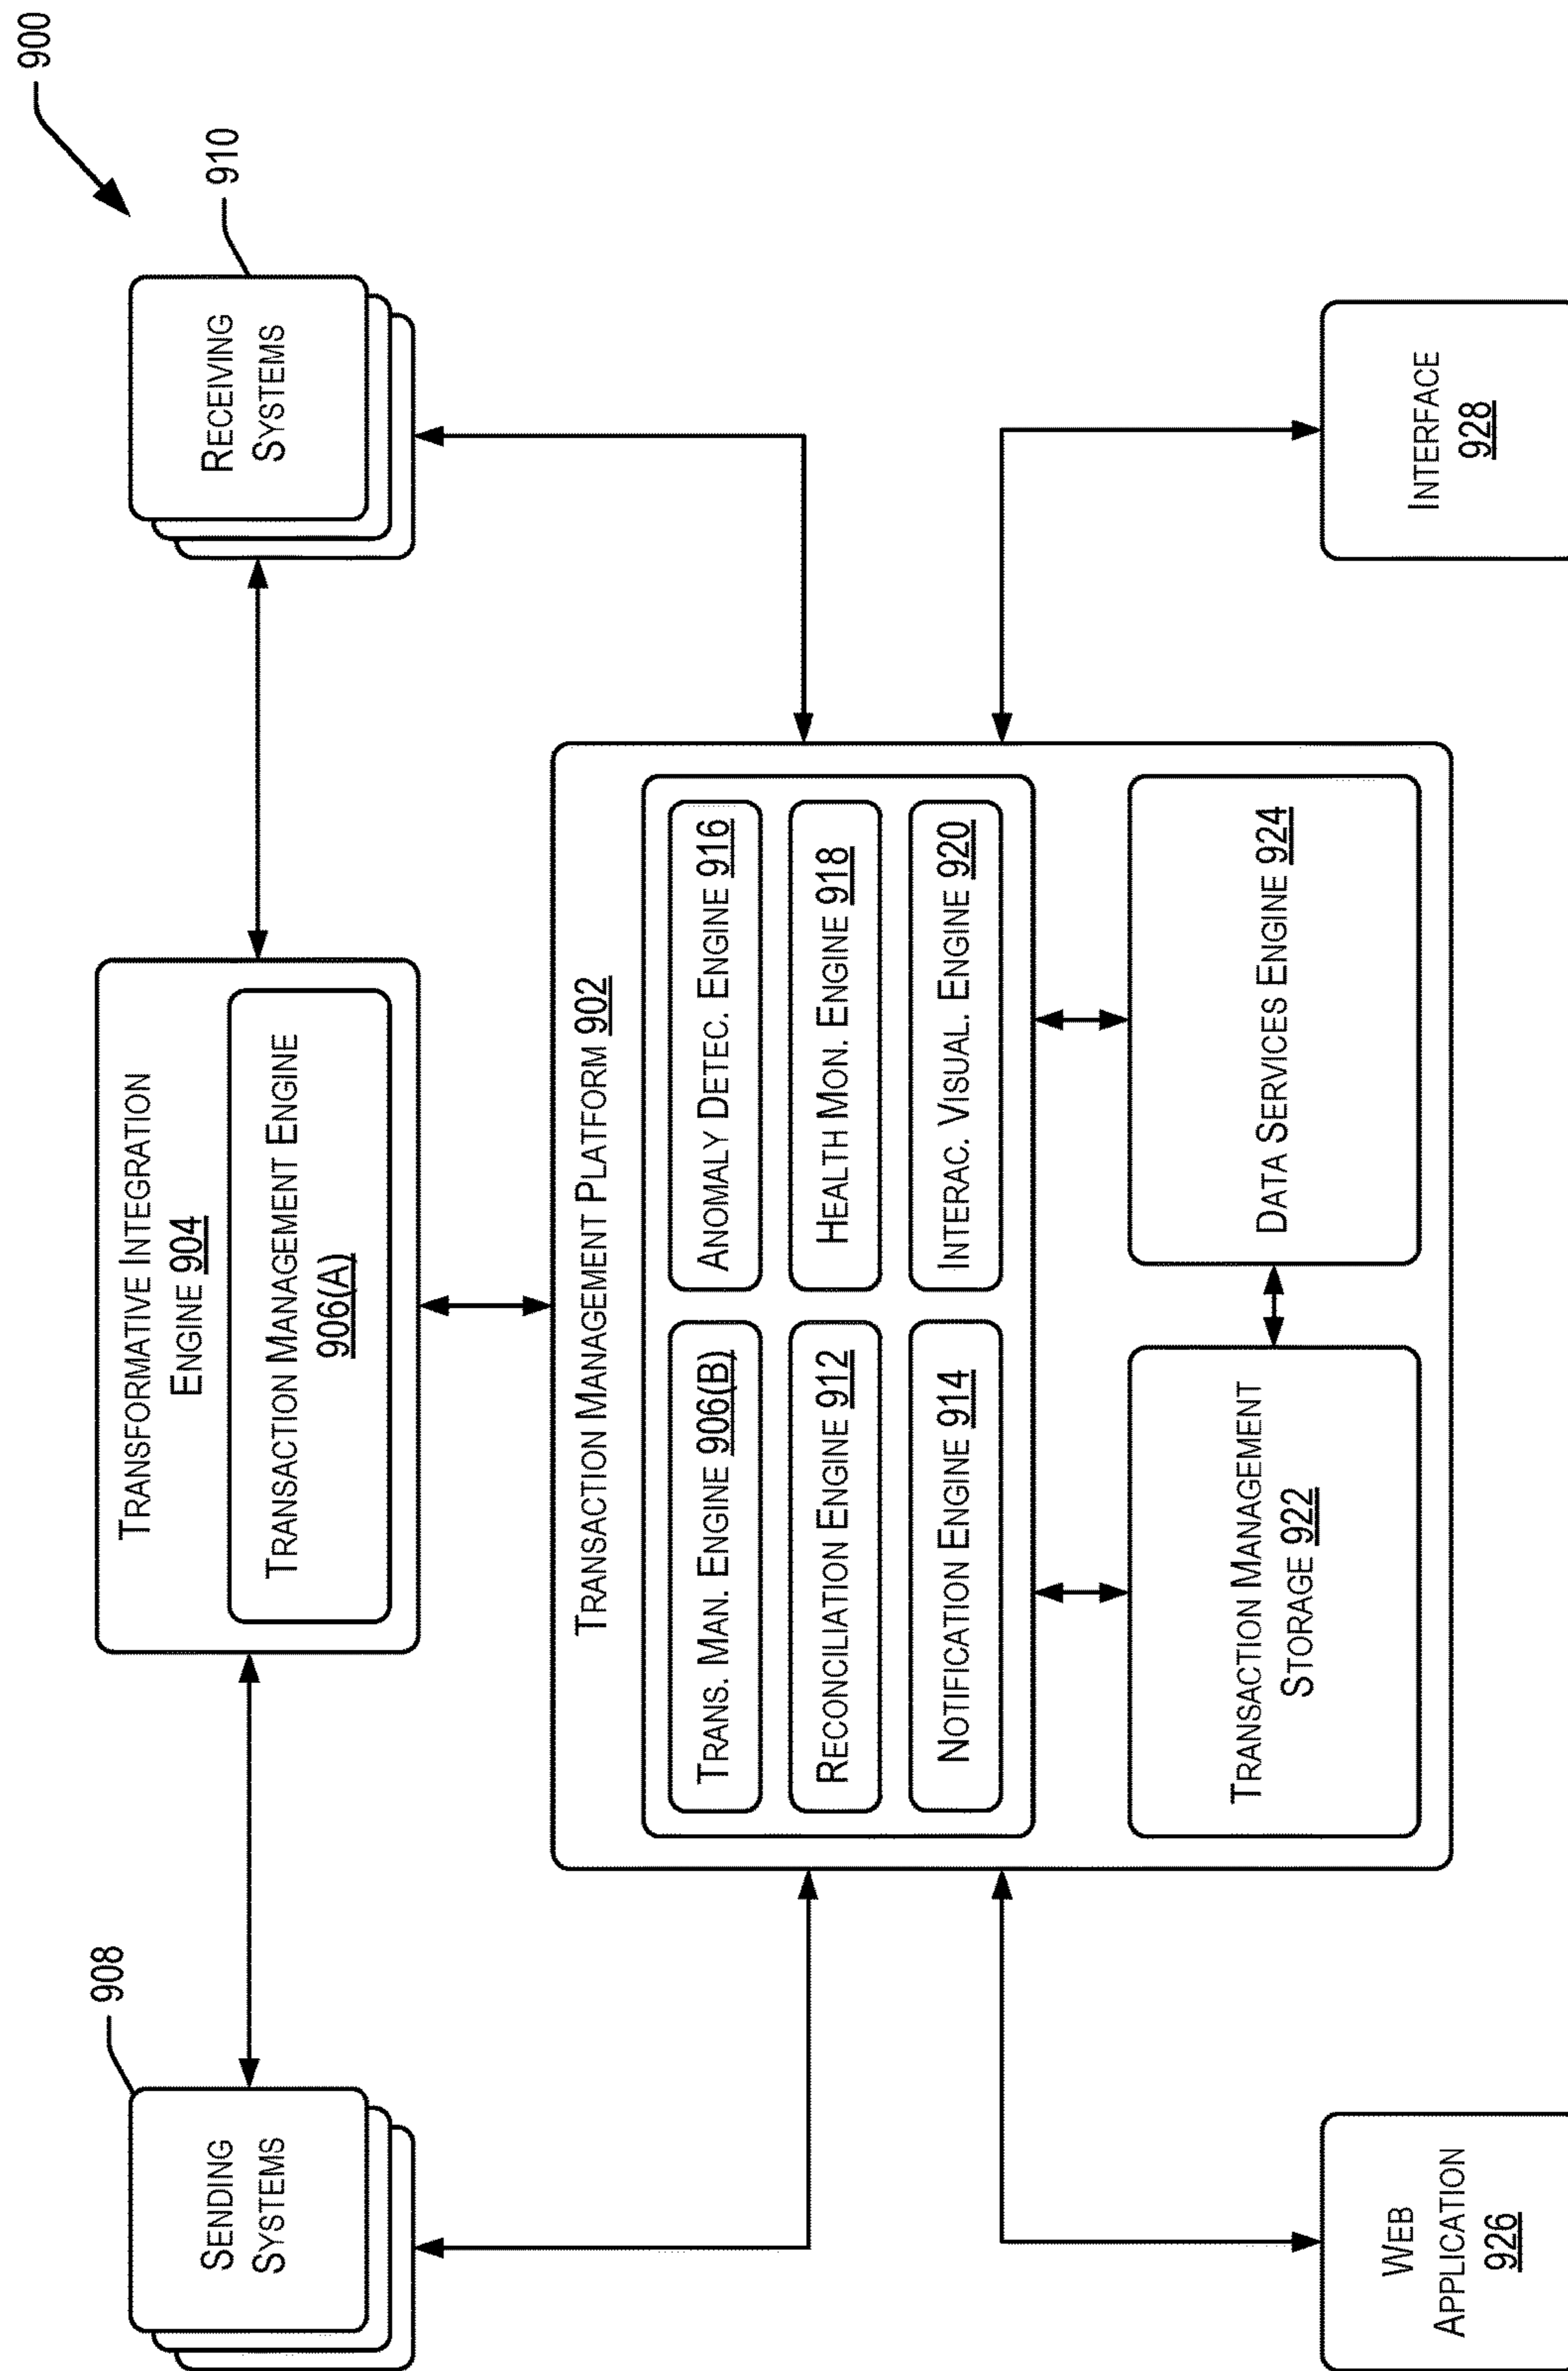 900
908
SENDING
SYSTEMS
TRANSFORMATIVE INTEGRATION
ENGINE 904
TRANSACTION MANAGEMENT ENGINE
906(A)
910
RECEIVING
SYSTEMS
TRANSACTION MANAGEMENT PLATFORM 902
TRANS. MAN. ENGINE 906(B)
ANOMALY DETEC. ENGINE 916
RECONCILIATION ENGINE 912
HEALTH MON. ENGINE 918
NOTIFICATION ENGINE 914
INTERAC. VISUAL. ENGINE 920
TRANSACTION MANAGEMENT
STORAGE 922
DATA SERVICES ENGINE 924
WEB
APPLICATION
926
INTERFACE
928